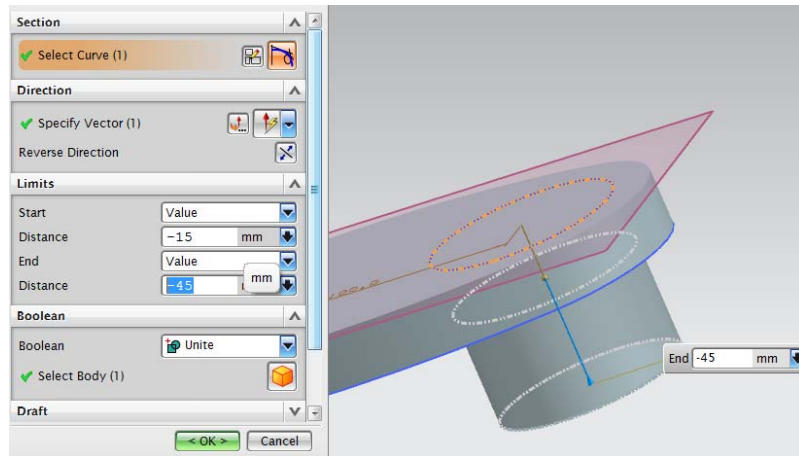 Section
Select Curve (1)
Direction
Specify Vector (1)
Reverse Direction
Limits
Start Value
Distance -15 mm
End Value
Distance -45
mm
Boolean
Boolean Unite
Select Body (1)
Draft
< OK > Cancel
End -45 mm